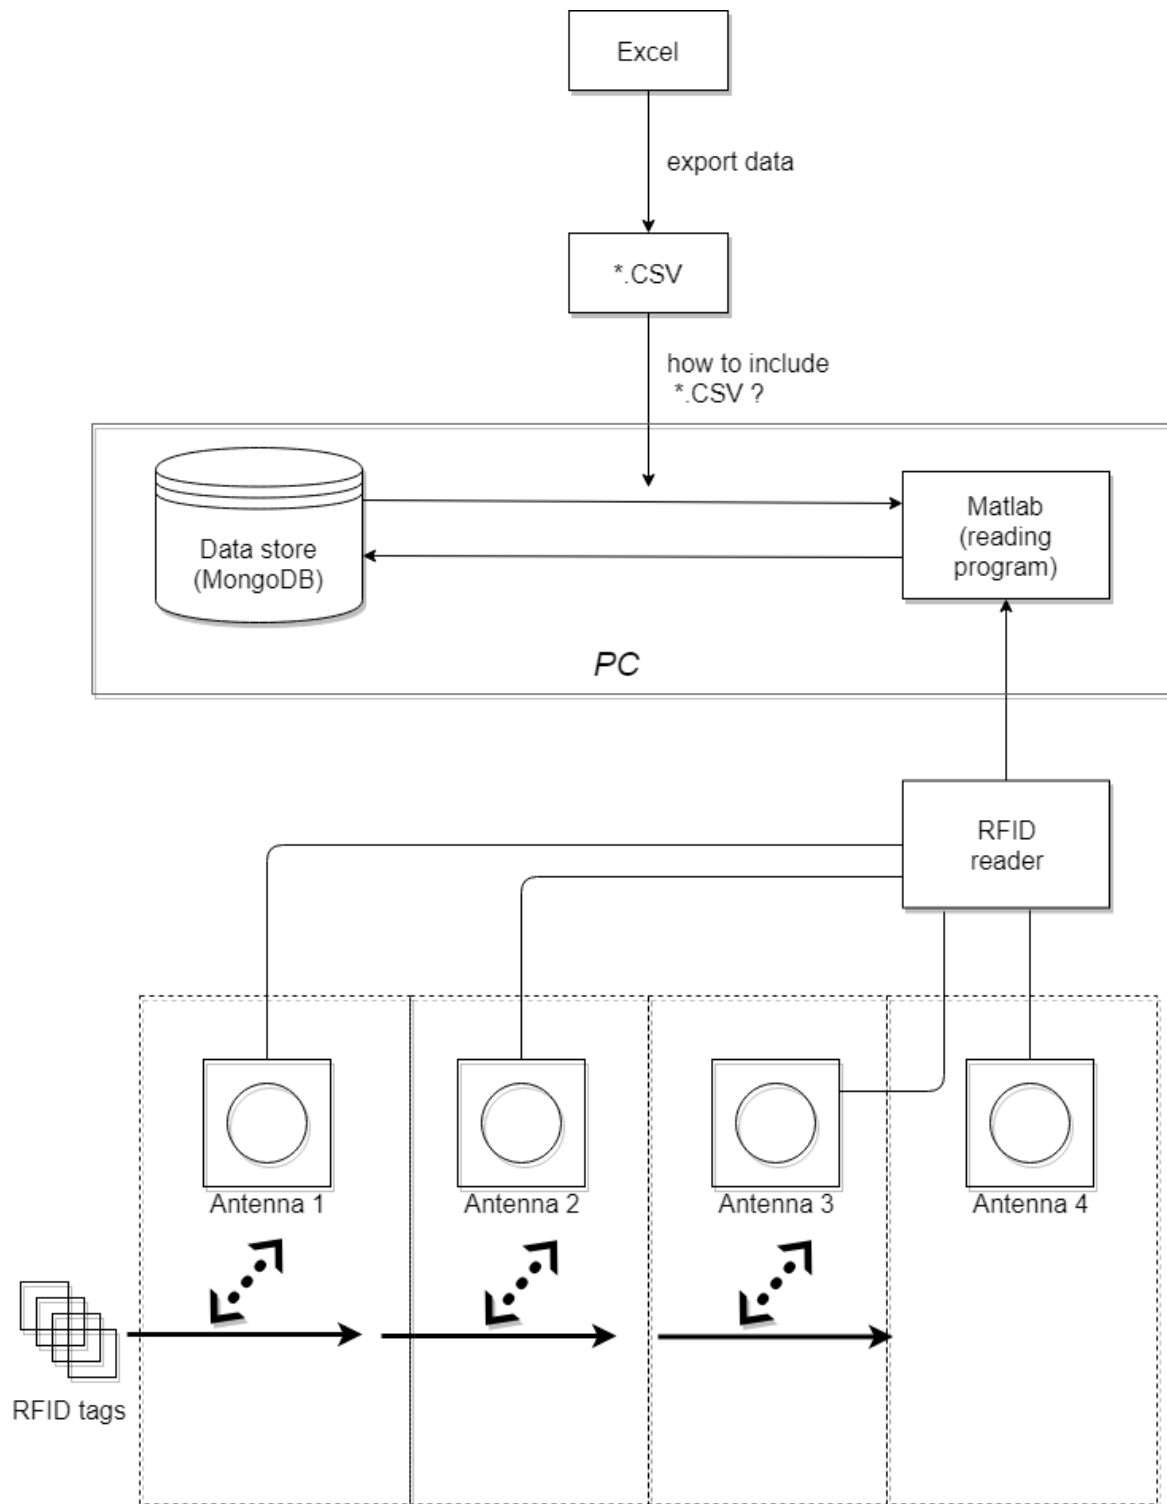 Excel
export data
*.CSV
how to include
*.CSV ?
Data store
(MongoDB)
Matlab
(reading
program)
PC
RFID
reader
Antenna 1
Antenna 2
Antenna 3
Antenna 4
RFID tags